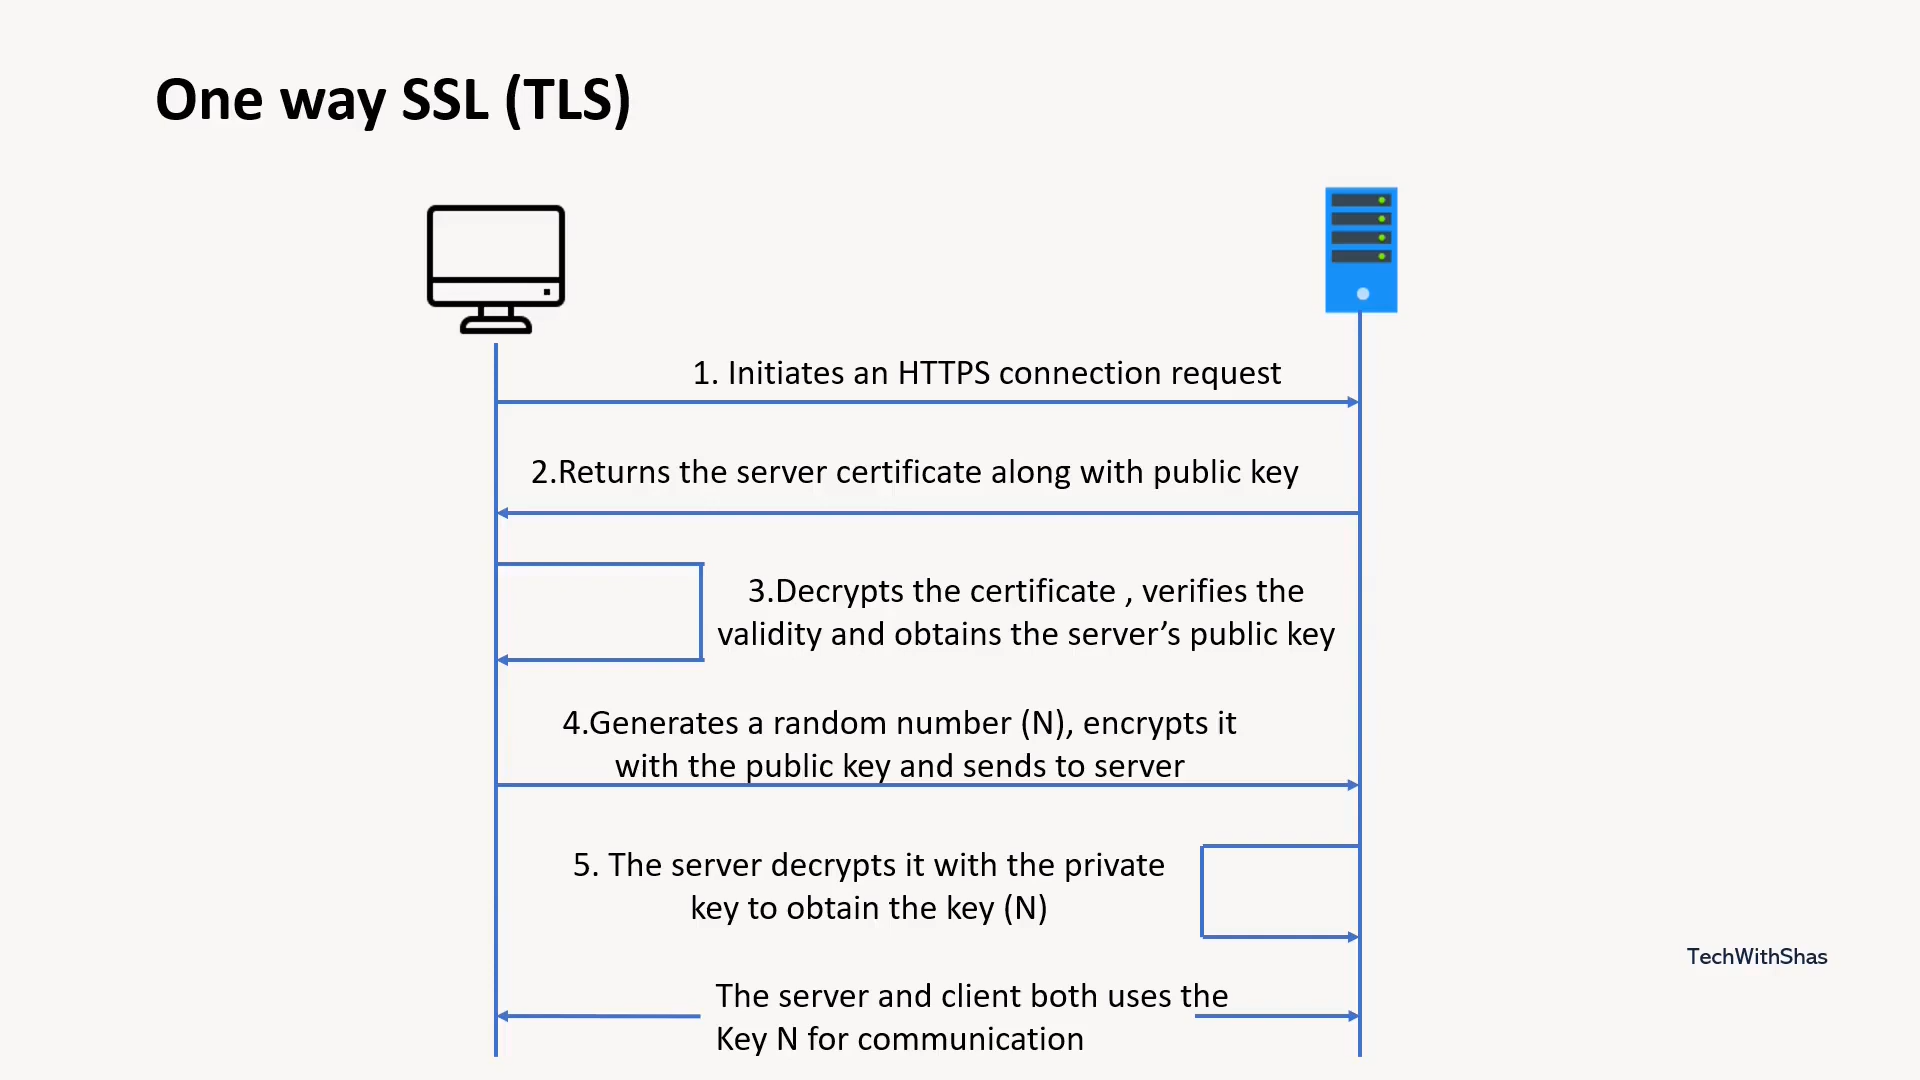 One way SSL (TLS)
1. Initiates an HTTPS connection request
2.Returns the server certificate along with public key
3.Decrypts the certificate , verifies the
validity and obtains the server’s public key
4.Generates a random number (N), encrypts it
with the public key and sends to server
5. The server decrypts it with the private
key to obtain the key (N)
TechWithShas
The server and client both uses the
Key N for communication